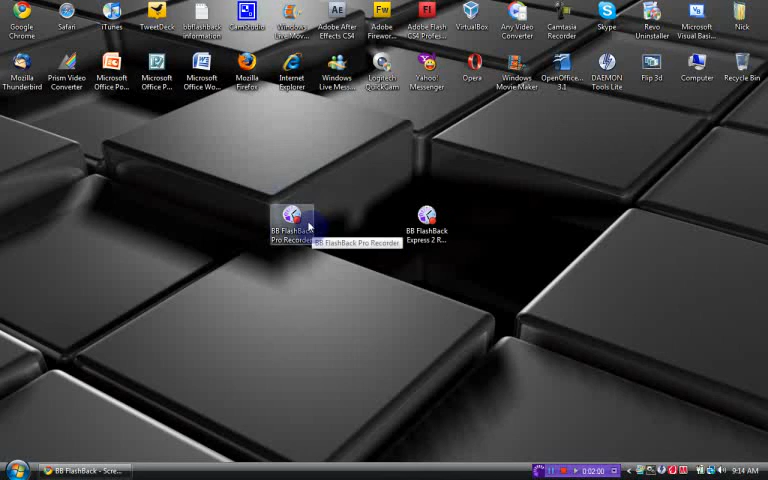 Google Chrome
Safari
iTunes
TweetDeck
bbflashback information
CamStudio
Windows Live Mov...
Adobe After Effects CS4
Adobe Firewor...
Adobe Flash CS4 Profes...
VirtualBox
Any Video Converter
Camtasia Recorder
Skype
Revo Uninstaller
Microsoft Visual Basi...
Nick
Mozilla Thunderbird
Prism Video Converter
Microsoft Office Po...
Microsoft Office P...
Microsoft Office Wo...
Mozilla Firefox
Internet Explorer
Windows Live Mess...
Logitech QuickCam
Yahoo! Messenger
Opera
Windows Movie Maker
OpenOffice... 3.1
DAEMON Tools Lite
Flip 3d
Computer
Recycle Bin
BB FlashBack Pro Recorder
BB FlashBack Pro Recorder
BB FlashBack Express 2 R...
BB FlashBack - Scre...
0:02:00
9:14 AM